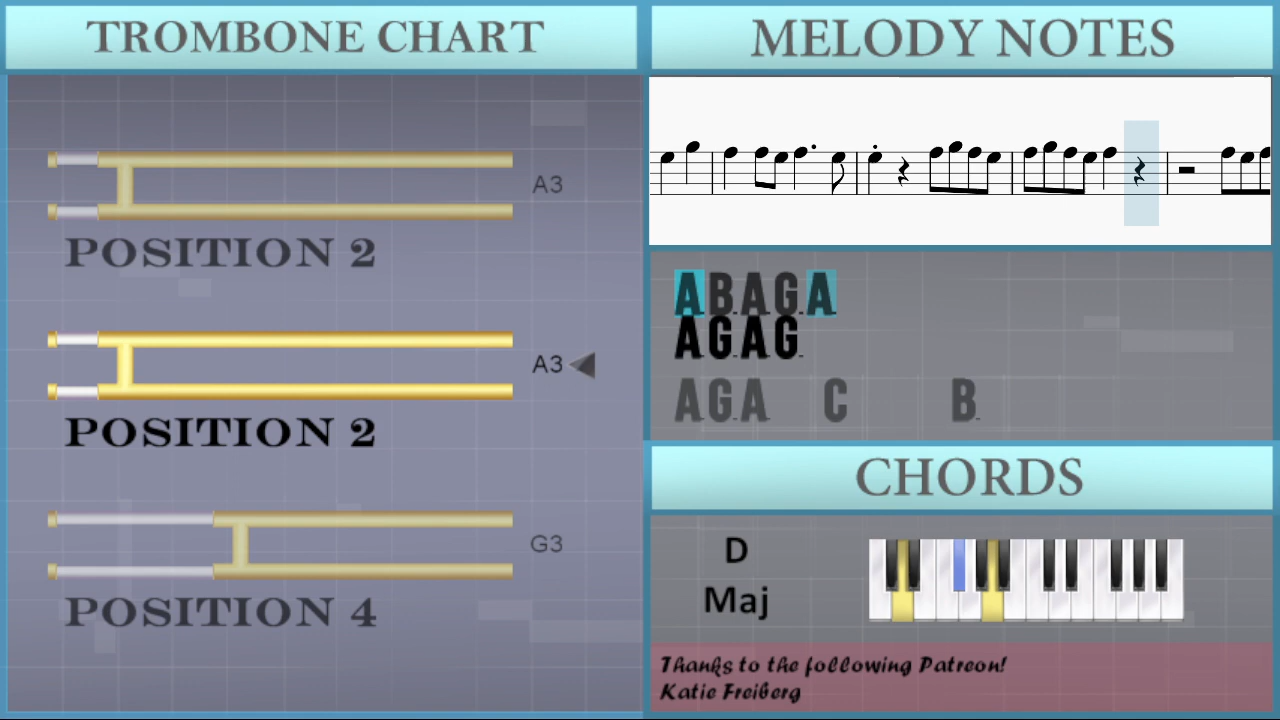 TROMBONE CHART
A3
POSITION 2
A3
POSITION 2
G3
POSITION 4
MELODY NOTES
A B A G A
A G A G
A G A C B
CHORDS
D
Maj
Thanks to the following Patreon!
Katie Freiberg